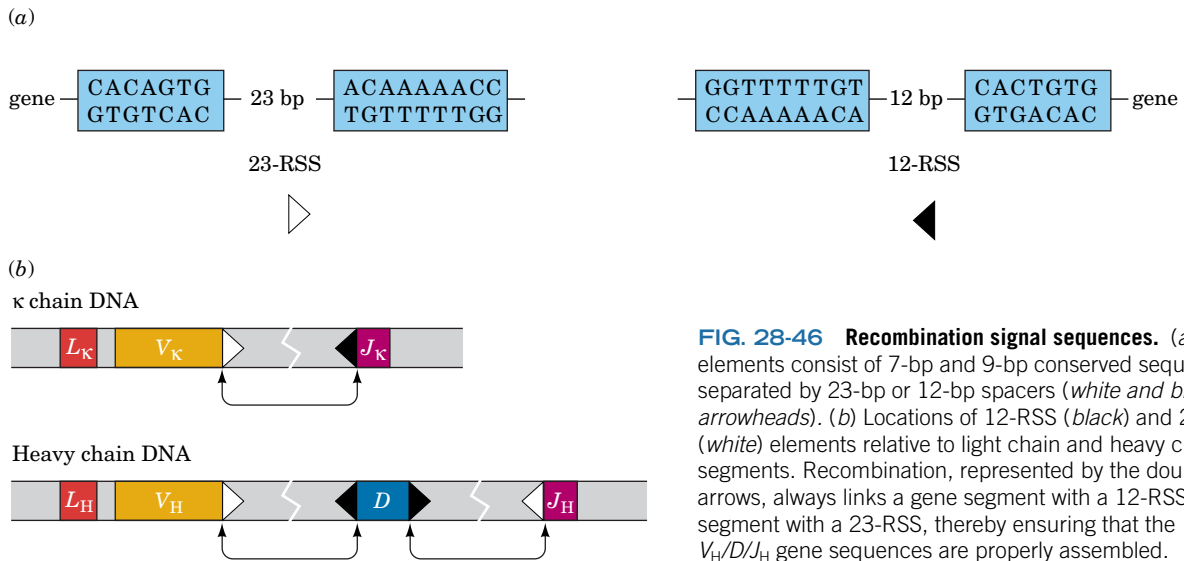 (a)
gene
CACAGTG
GTGTCAC
23 bp
ACAAAAACC
TGTTTTTGG
GGTTTTTGT
CCAAAAACA
12 bp
CACTGTG
GTGACAC
gene
23-RSS
12-RSS
(b)
κ chain DNA
Lκ Vκ Jκ
Heavy chain DNA
LH VH D JH
FIG. 28-46 Recombination signal sequences. (a
elements consist of 7-bp and 9-bp conserved sequ
separated by 23-bp or 12-bp spacers (white and b
arrowheads). (b) Locations of 12-RSS (black) and 2
(white) elements relative to light chain and heavy c
segments. Recombination, represented by the dou
arrows, always links a gene segment with a 12-RSS
segment with a 23-RSS, thereby ensuring that the
VH/D/JH gene sequences are properly assembled.